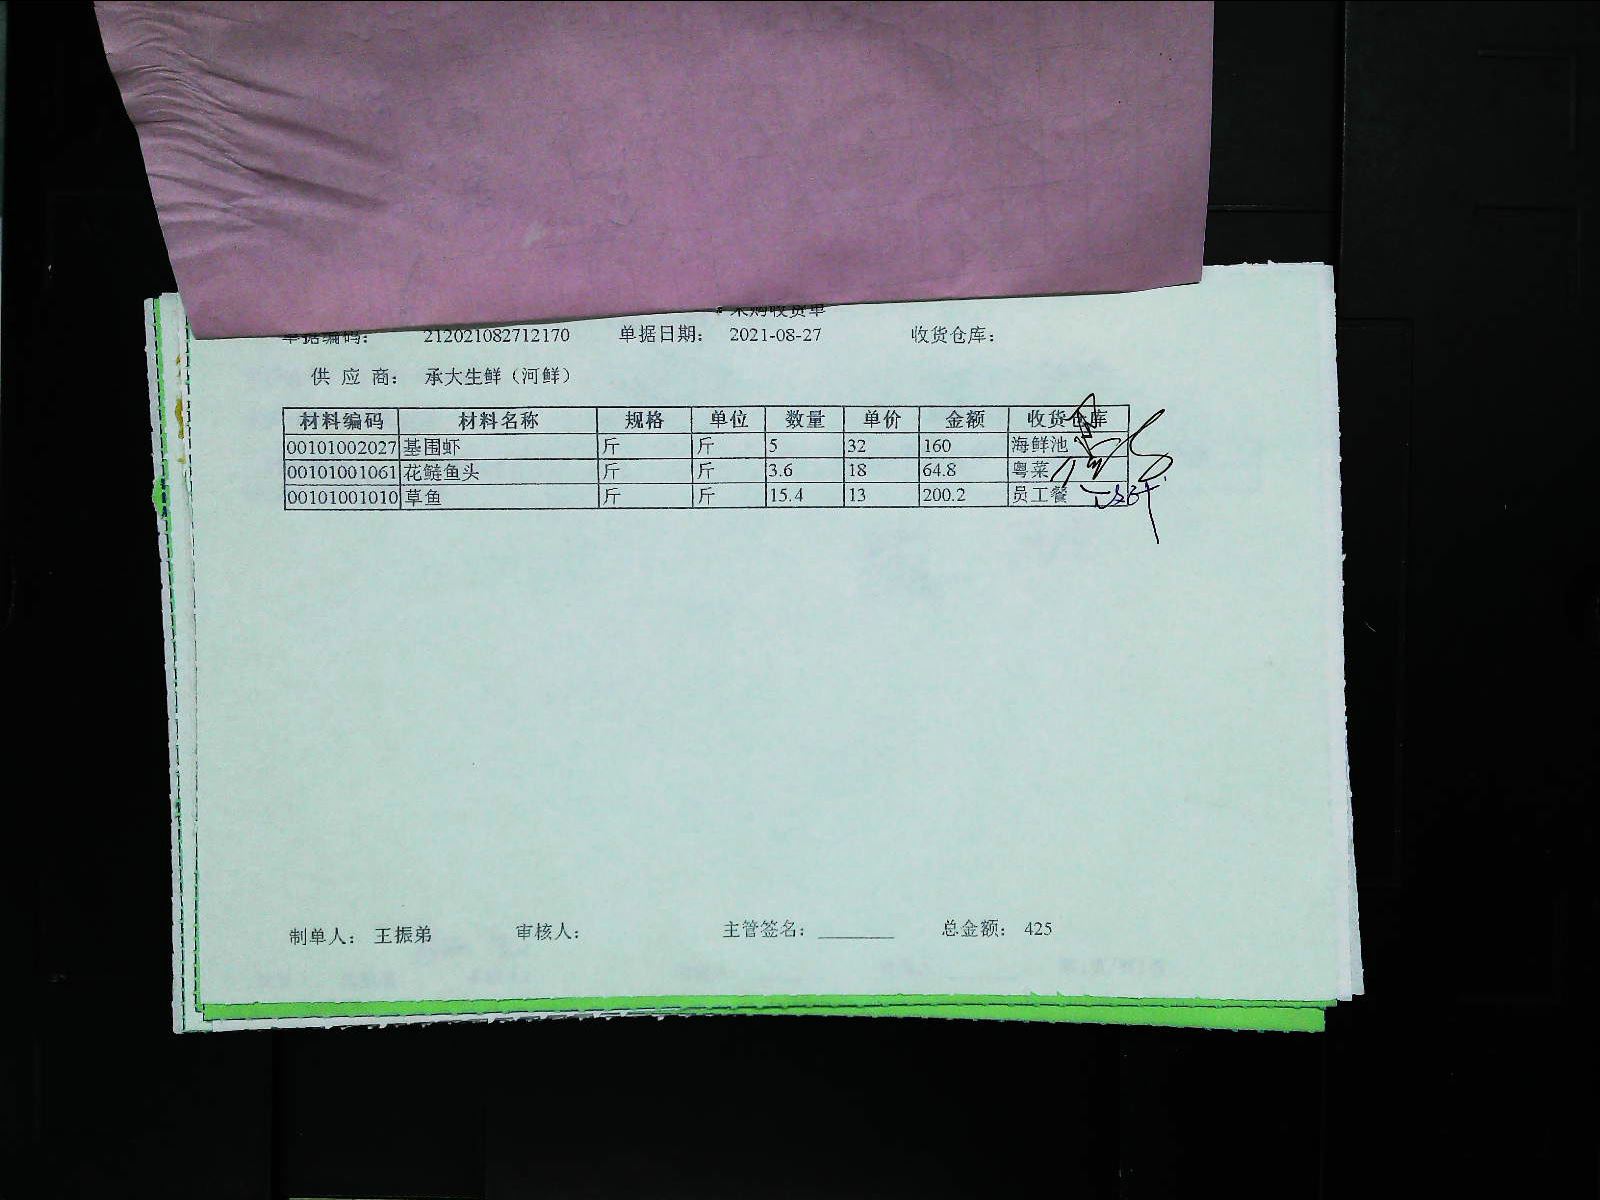 采购收货单
单据编码： 212021082712170 单据日期： 2021-08-27 收货仓库：
供 应 商： 承大生鲜（河鲜）
材料编码 材料名称 规格 单位 数量 单价 金额 收货仓库
00101002027 基围虾 斤 斤 5 32 160 海鲜池
00101001061 花鲢鱼头 斤 斤 3.6 18 64.8 粤菜
00101001010 草鱼 斤 斤 15.4 13 200.2 员工餐
制单人： 王振弟 审核人： 主管签名： ________ 总金额： 425